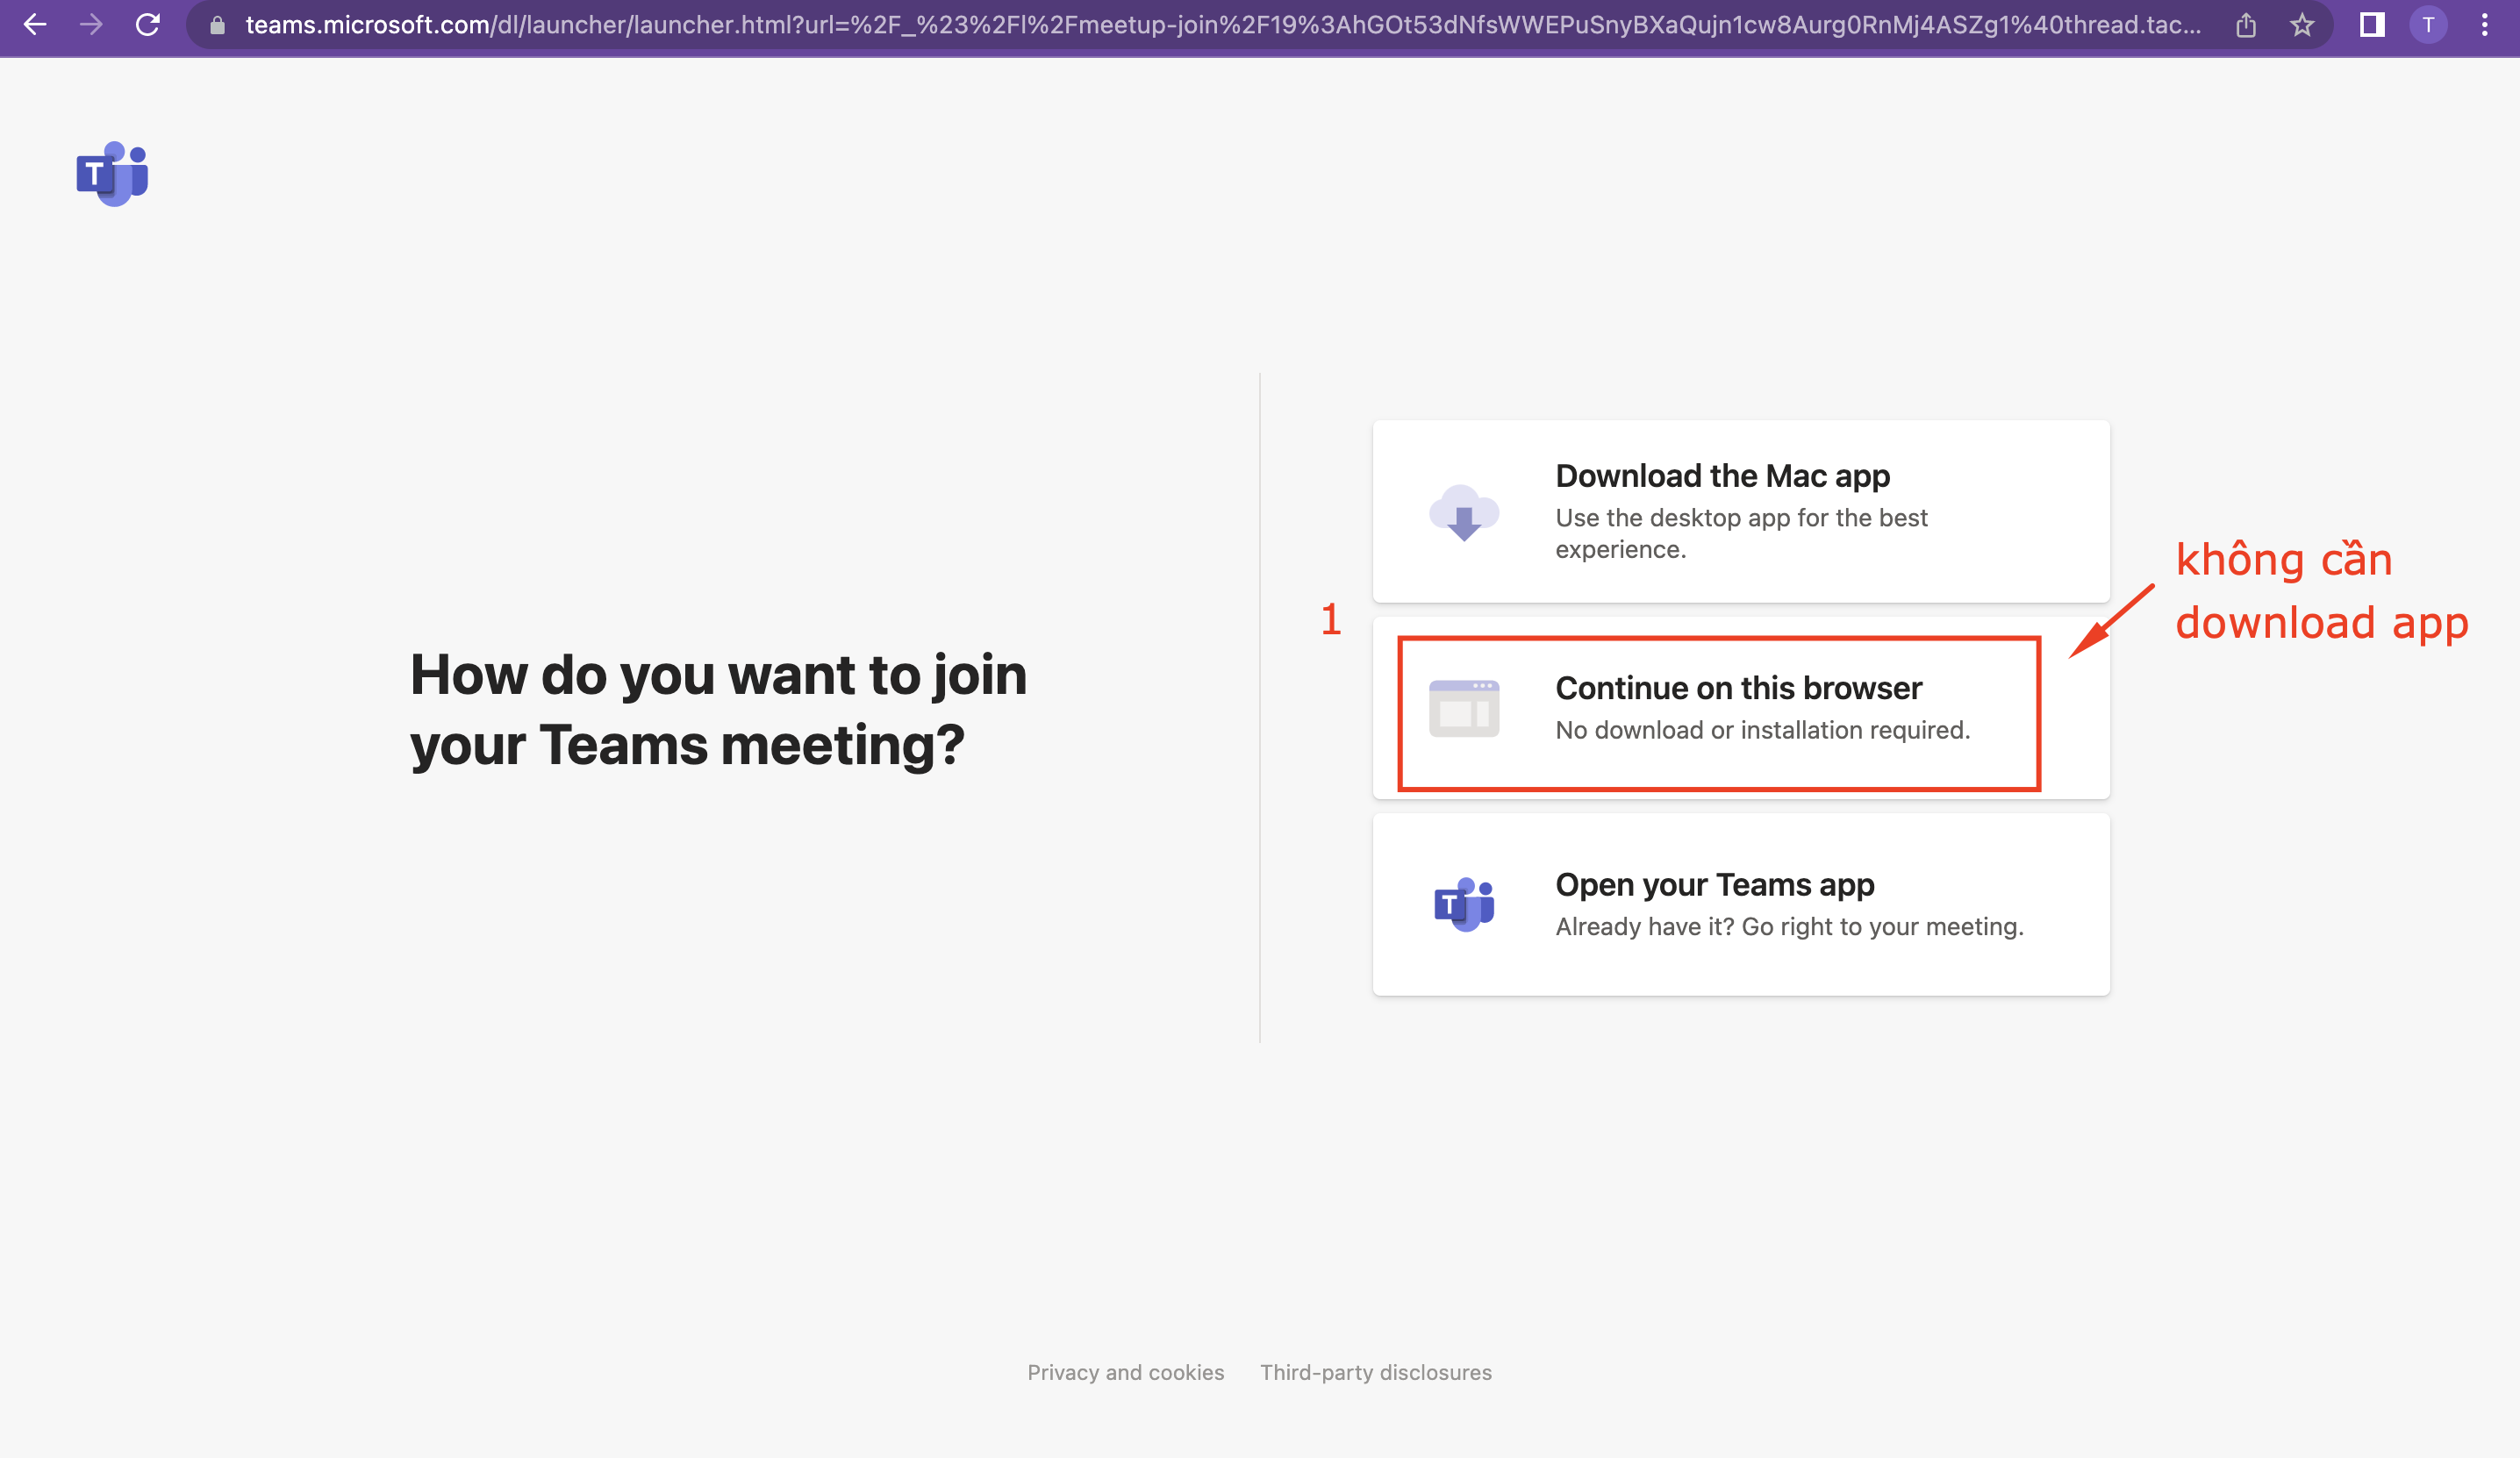 teams.microsoft.com/dl/launcher/launcher.html?url=%2F_%23%2Fl%2Fmeetup-join%2F19%3AhGOt53dNfsWWEPuSnyBXaQujn1cw8Aurg0RnMj4ASZg1%40thread.tac...
T
T
How do you want to join
your Teams meeting?
Download the Mac app
Use the desktop app for the best
experience.
1
không cần
download app
Continue on this browser
No download or installation required.
T
Open your Teams app
Already have it? Go right to your meeting.
Privacy and cookies
Third-party disclosures